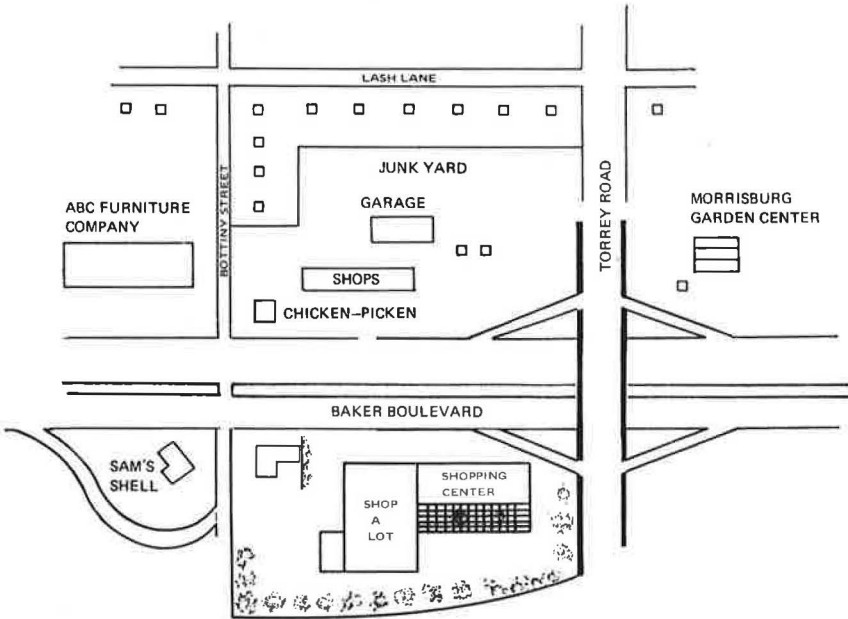 LASH LANE
JUNK YARD
BOTTINY STREET
GARAGE
TORREY ROAD
ABC FURNITURE
COMPANY
MORRISBURG
GARDEN CENTER
SHOPS
CHICKEN–PICKEN
BAKER BOULEVARD
SAM'S
SHELL
SHOPPING
CENTER
SHOP
A
LOT